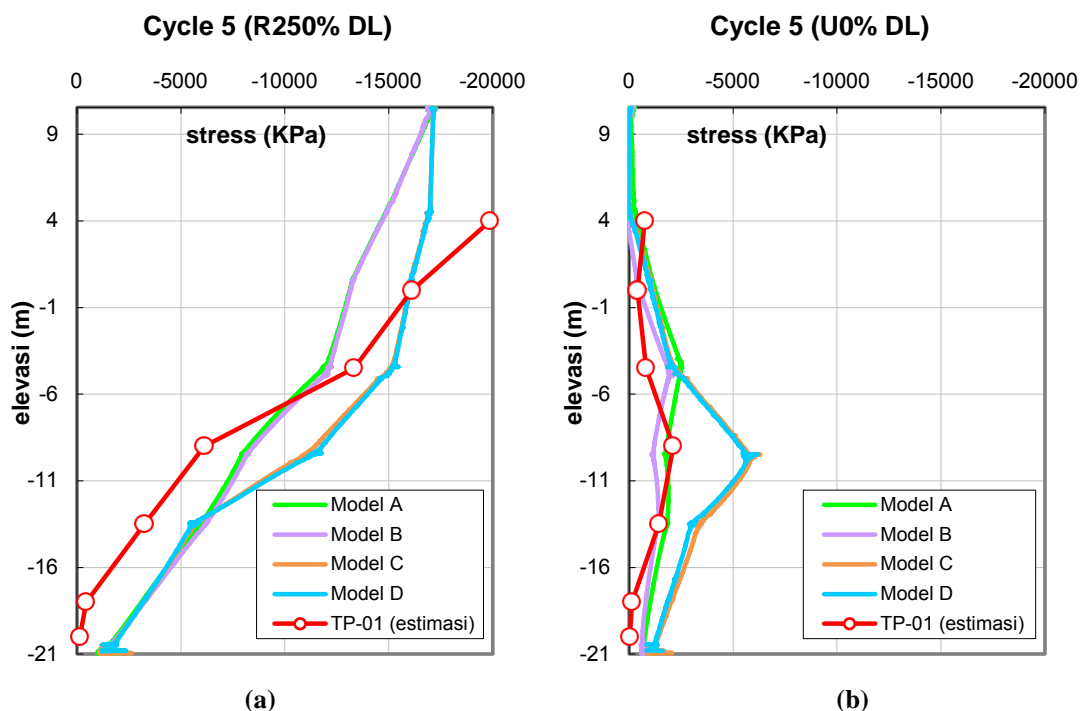 Cycle 5 (R250% DL)
0 -5000 -10000 -15000 -20000
stress (KPa)
elevasi (m)
9
4
-1
-6
-11
-16
-21
Model A
Model B
Model C
Model D
TP-01 (estimasi)
(a)
Cycle 5 (U0% DL)
0 -5000 -10000 -15000 -20000
stress (KPa)
elevasi (m)
9
4
-1
-6
-11
-16
-21
Model A
Model B
Model C
Model D
TP-01 (estimasi)
(b)